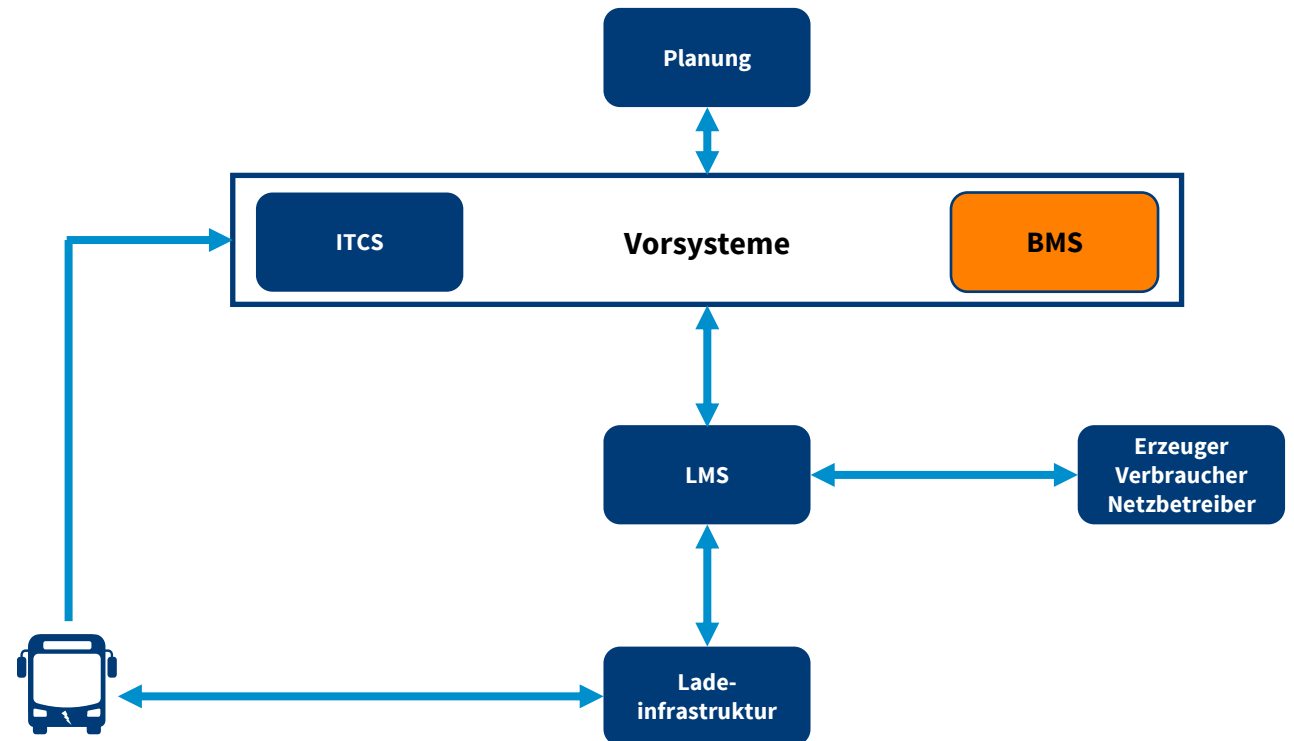 Planung
ITCS
Vorsysteme
BMS
LMS
Erzeuger
Verbraucher
Netzbetreiber
Lade-
infrastruktur